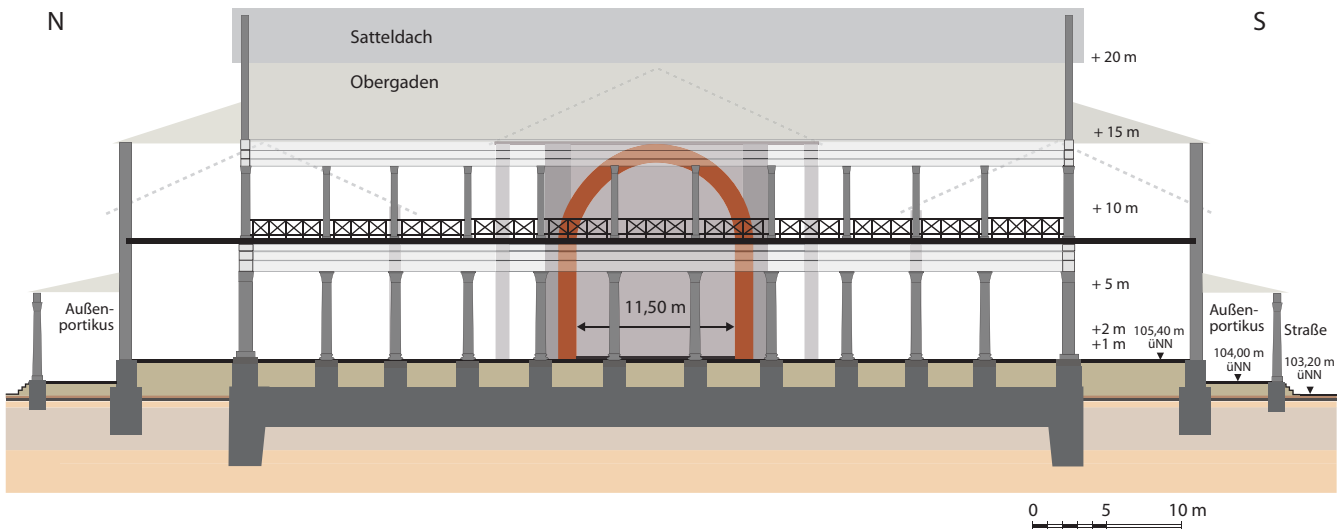 N
S
Satteldach
Obergaden
+ 20 m
+ 15 m
+ 10 m
+ 5 m
+2 m
+1 m
Außen-
portikus
11,50 m
105,40 m
üNN
Außen-
portikus
104,00 m
üNN
Straße
103,20 m
üNN
0 5 10 m